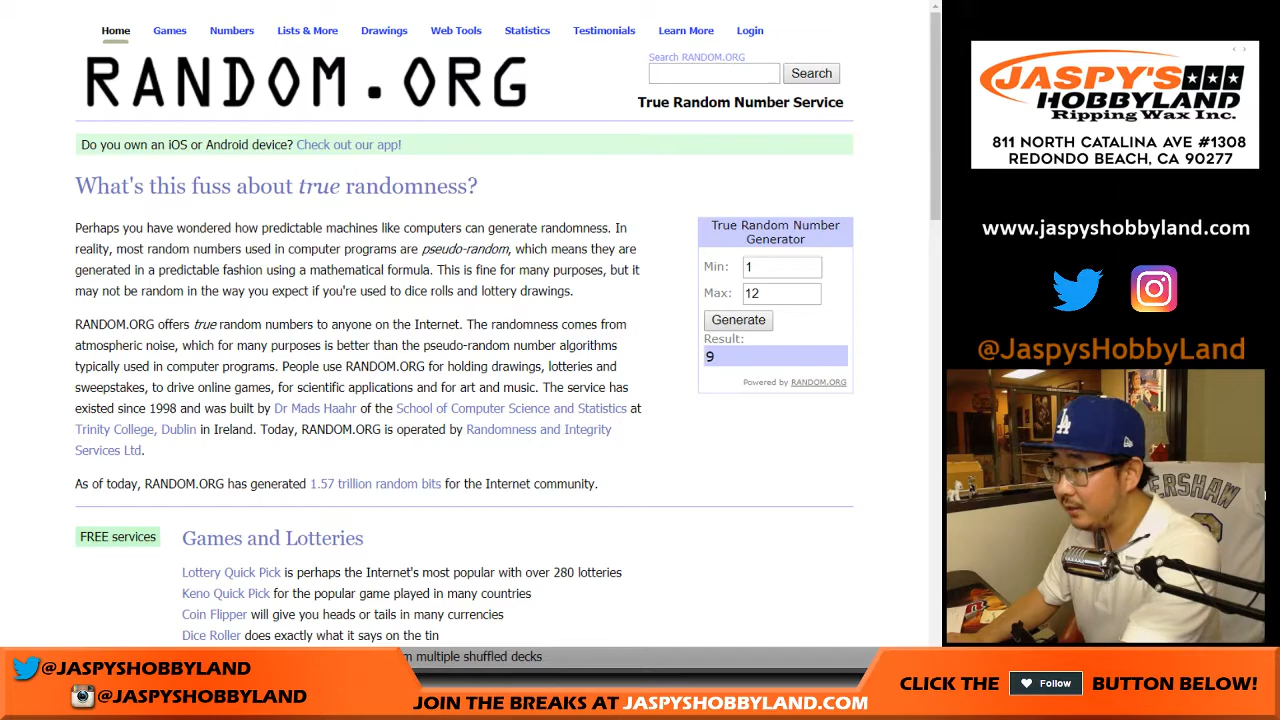 Home Games Numbers Lists & More Drawings Web Tools Statistics Testimonials Learn More Login
RANDOM.ORG
Search RANDOM.ORG
Search
True Random Number Service
Do you own an iOS or Android device? Check out our app!
What's this fuss about true randomness?
Perhaps you have wondered how predictable machines like computers can generate randomness. In
reality, most random numbers used in computer programs are pseudo-random, which means they are
generated in a predictable fashion using a mathematical formula. This is fine for many purposes, but it
may not be random in the way you expect if you're used to dice rolls and lottery drawings.
RANDOM.ORG offers true random numbers to anyone on the Internet. The randomness comes from
atmospheric noise, which for many purposes is better than the pseudo-random number algorithms
typically used in computer programs. People use RANDOM.ORG for holding drawings, lotteries and
sweepstakes, to drive online games, for scientific applications and for art and music. The service has
existed since 1998 and was built by Dr Mads Haahr of the School of Computer Science and Statistics at
Trinity College, Dublin in Ireland. Today, RANDOM.ORG is operated by Randomness and Integrity
Services Ltd.
As of today, RANDOM.ORG has generated 1.57 trillion random bits for the Internet community.
True Random Number
Generator
Min: 1
Max: 12
Generate
Result:
9
Powered by RANDOM.ORG
FREE services
Games and Lotteries
Lottery Quick Pick is perhaps the Internet's most popular with over 280 lotteries
Keno Quick Pick for the popular game played in many countries
Coin Flipper will give you heads or tails in many currencies
Dice Roller does exactly what it says on the tin
m multiple shuffled decks
JASPY'S
HOBBYLAND
Ripping Wax Inc.
811 NORTH CATALINA AVE #1308
REDONDO BEACH, CA 90277
www.jaspyshobbyland.com
@JaspysHobbyLand
LA
ERSHAW
@JASPYSHOBBYLAND
@JASPYSHOBBYLAND
JOIN THE BREAKS AT JASPYSHOBBYLAND.COM
CLICK THE Follow BUTTON BELOW!